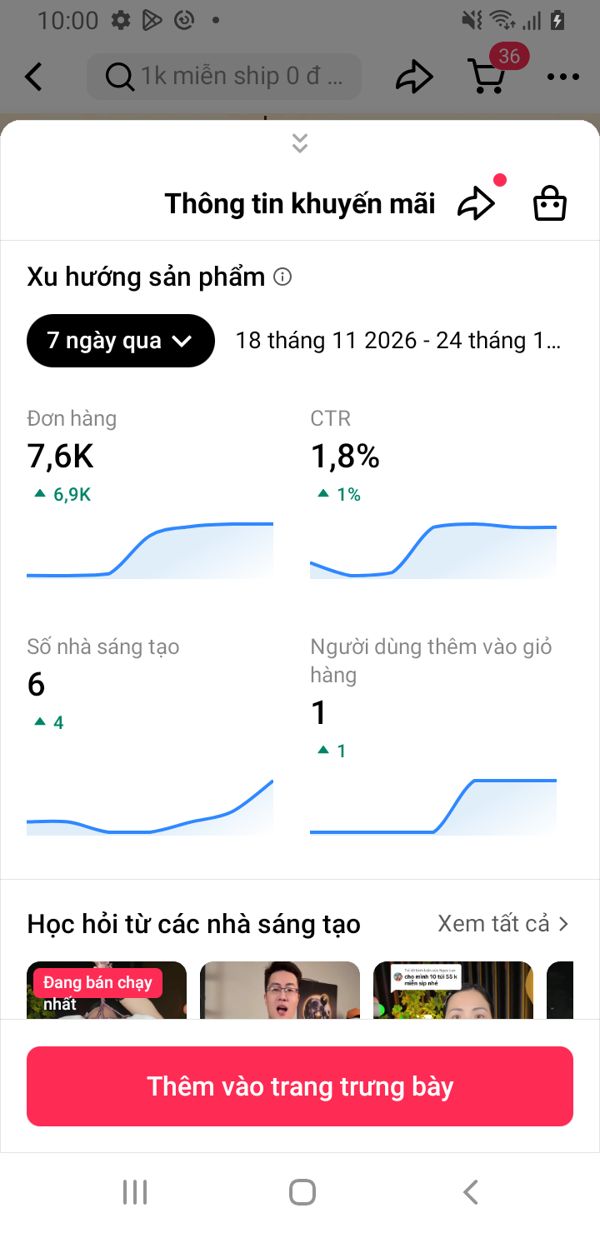 10:00
1k miễn ship 0 đ ...
36
Thông tin khuyến mãi
Xu hướng sản phẩm
7 ngày qua
18 tháng 11 2026 - 24 tháng 1...
Đơn hàng
CTR
7,6K
1,8%
6,9K
1%
Số nhà sáng tạo
Người dùng thêm vào giỏ
hàng
6
1
4
1
Học hỏi từ các nhà sáng tạo
Xem tất cả
Đang bán chạy
nhất
cho mình 10 túi 55 k
miễn sip nhé
Thêm vào trang trưng bày